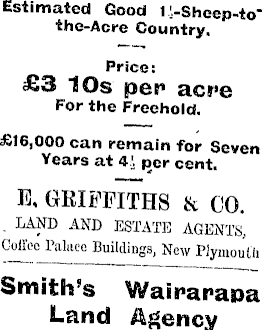 Estimated Good 1½-Sheep-to-
the-Acre Country.
Price:
£3 10s per acre
For the Freehold.
£16,000 can remain for Seven
Years at 4½ per cent.
E. GRIFFITHS & CO.
LAND AND ESTATE AGENTS,
Coffee Palace Buildings, New Plymouth
Smith's Wairarapa
Land Agency